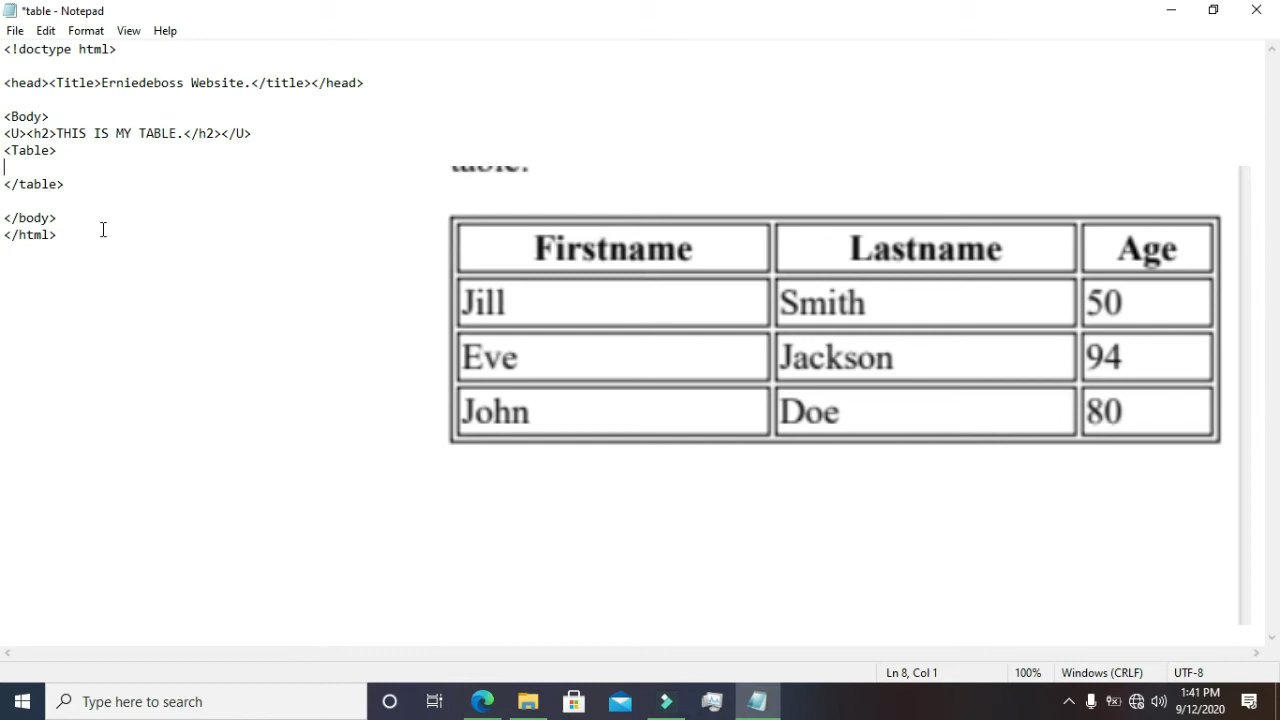 *table - Notepad
File Edit Format View Help
<!doctype html>
<head><Title>Erniedeboss Website.</title></head>
<Body>
<U><h2>THIS IS MY TABLE.</h2></U>
<Table>
</table>
</body>
</html>
Firstname Lastname Age
Jill Smith 50
Eve Jackson 94
John Doe 80
Ln 8, Col 1 100% Windows (CRLF) UTF-8
Type here to search
1:41 PM
9/12/2020